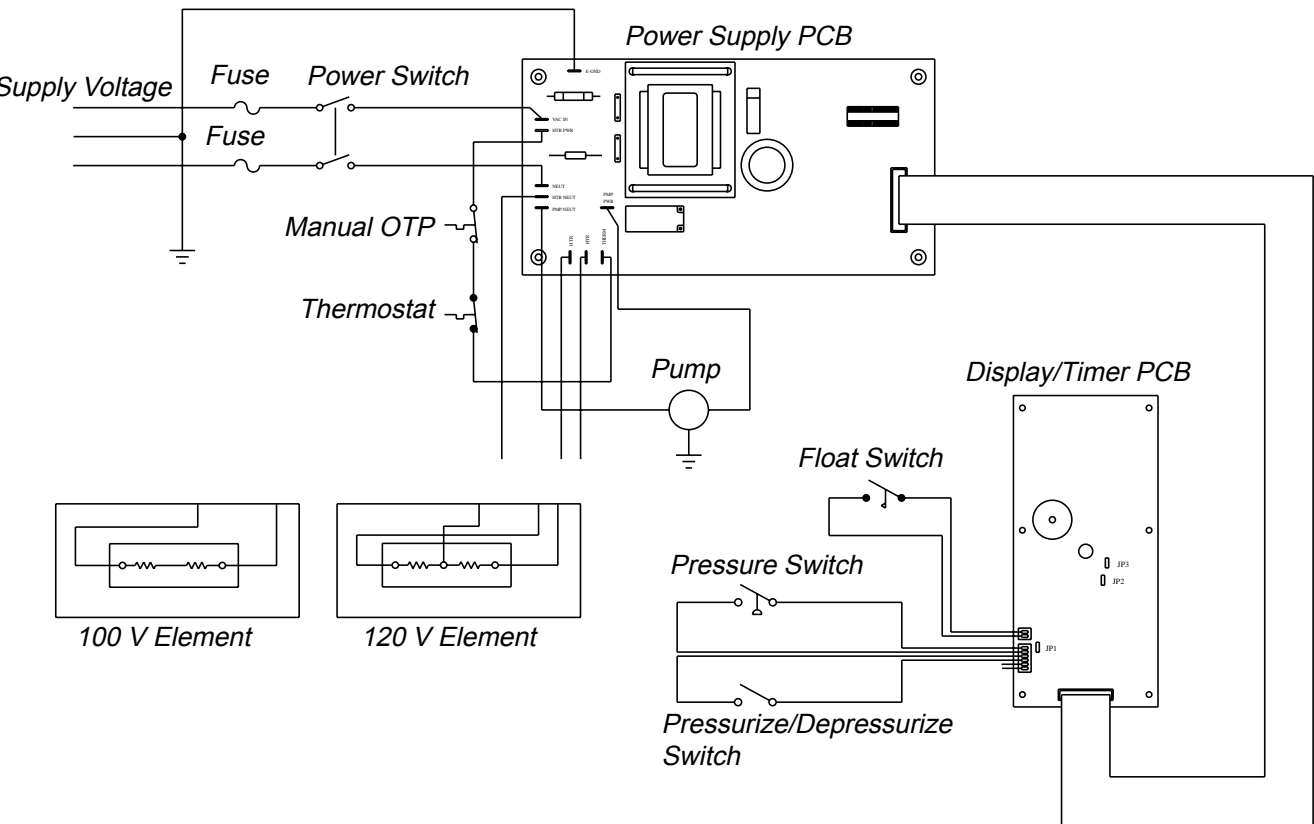 Power Supply PCB
Supply Voltage
Fuse
Power Switch
E-GND
Fuse
VAC IN
HTR PWR
NEUT
HTR NEUT
PMP NEUT
PMP
PWR
HTR
HTR
THERM
Manual OTP
Thermostat
Pump
Display/Timer PCB
Float Switch
Pressure Switch
JP3
JP2
JP1
100 V Element
120 V Element
Pressurize/Depressurize
Switch